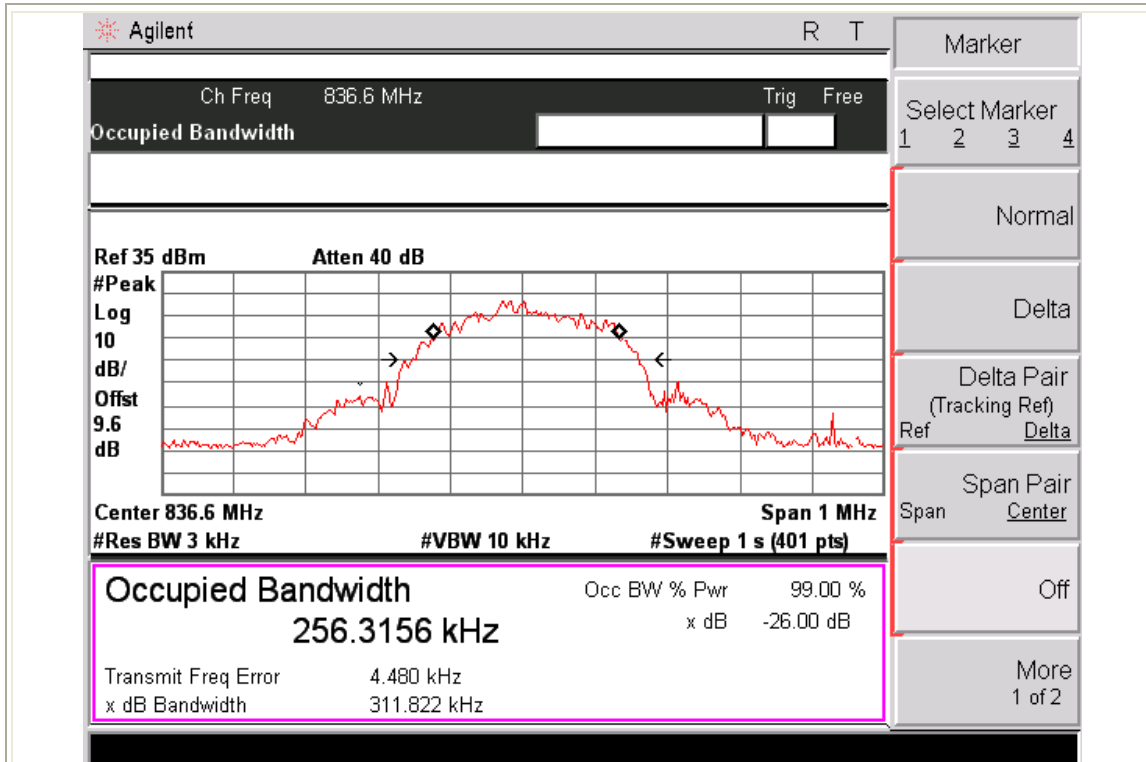 Agilent
R T
Ch Freq 836.6 MHz Trig Free
Occupied Bandwidth
Ref 35 dBm Atten 40 dB
#Peak
Log
10
dB/
Offst
9.6
dB
Center 836.6 MHz Span 1 MHz
#Res BW 3 kHz #VBW 10 kHz #Sweep 1 s (401 pts)
Occupied Bandwidth
256.3156 kHz
Occ BW % Pwr 99.00 %
x dB -26.00 dB
Transmit Freq Error 4.480 kHz
x dB Bandwidth 311.822 kHz
Marker
Select Marker
1 2 3 4
Normal
Delta
Delta Pair
(Tracking Ref)
Ref Delta
Span Pair
Span Center
Off
More
1 of 2